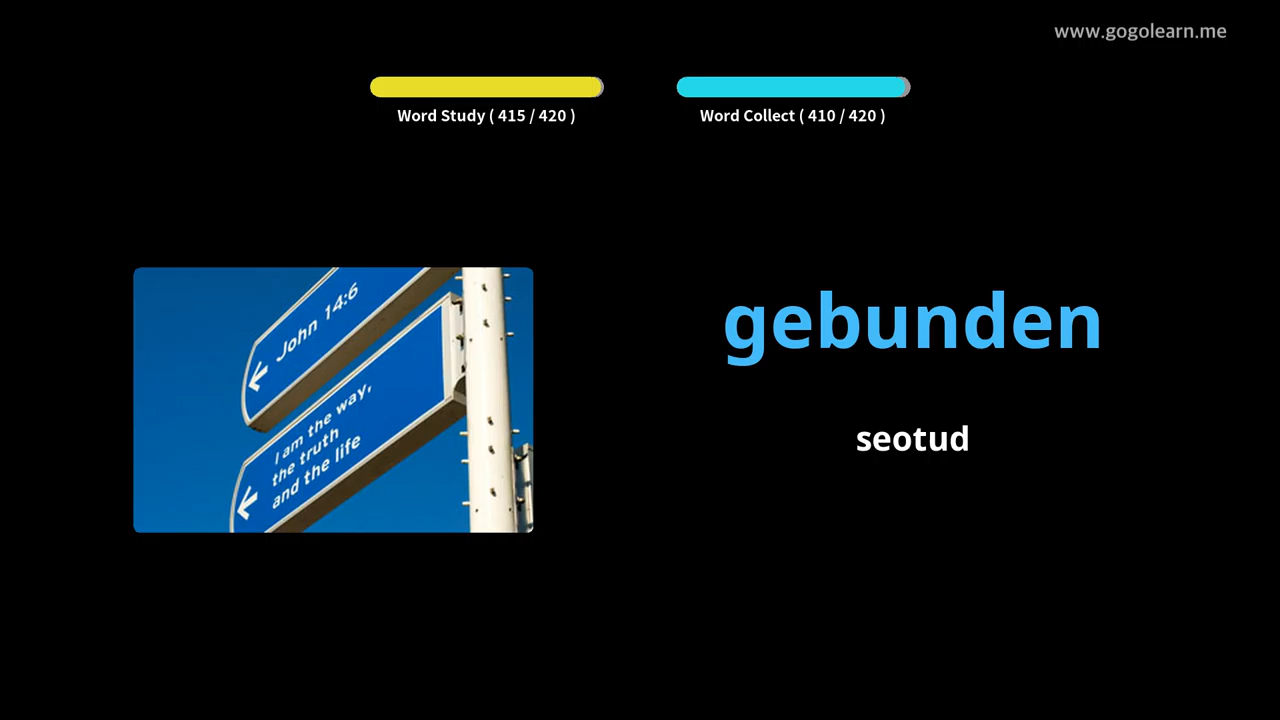 www.gogolearn.me
Word Study ( 415 / 420 )
Word Collect ( 410 / 420 )
John 14:6
I am the way,
the truth
and the life
gebunden
seotud